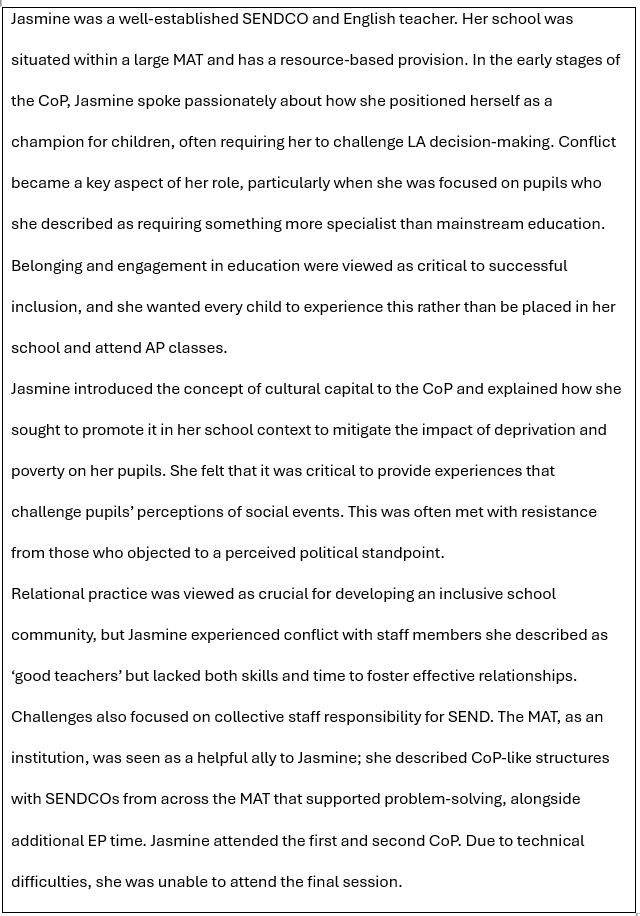 Jasmine was a well-established SENDCO and English teacher. Her school was
situated within a large MAT and has a resource-based provision. In the early stages of
the CoP, Jasmine spoke passionately about how she positioned herself as a
champion for children, often requiring her to challenge LA decision-making. Conflict
became a key aspect of her role, particularly when she was focused on pupils who
she described as requiring something more specialist than mainstream education.
Belonging and engagement in education were viewed as critical to successful
inclusion, and she wanted every child to experience this rather than be placed in her
school and attend AP classes.
Jasmine introduced the concept of cultural capital to the CoP and explained how she
sought to promote it in her school context to mitigate the impact of deprivation and
poverty on her pupils. She felt that it was critical to provide experiences that
challenge pupils’ perceptions of social events. This was often met with resistance
from those who objected to a perceived political standpoint.
Relational practice was viewed as crucial for developing an inclusive school
community, but Jasmine experienced conflict with staff members she described as
‘good teachers’ but lacked both skills and time to foster effective relationships.
Challenges also focused on collective staff responsibility for SEND. The MAT, as an
institution, was seen as a helpful ally to Jasmine; she described CoP-like structures
with SENDCOs from across the MAT that supported problem-solving, alongside
additional EP time. Jasmine attended the first and second CoP. Due to technical
difficulties, she was unable to attend the final session.